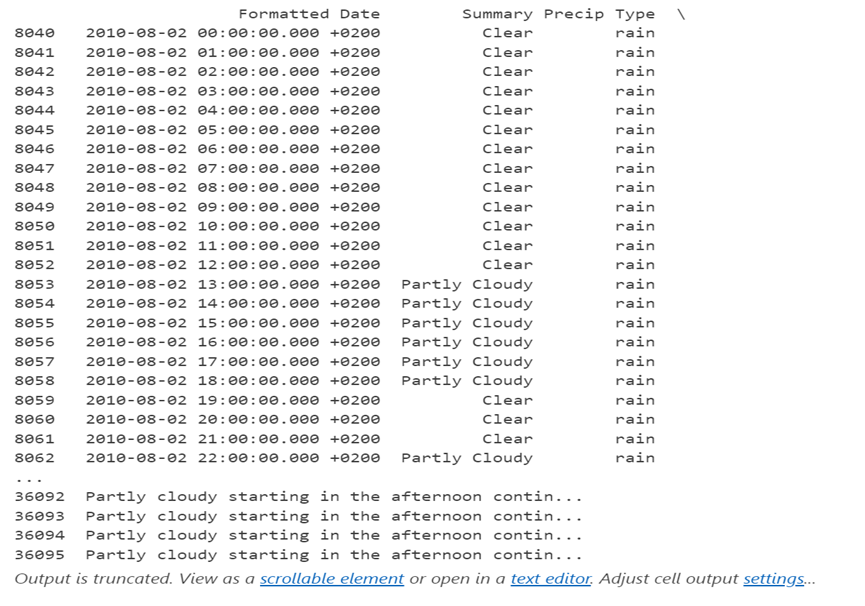 Formatted Date Summary Precip Type \
8040 2010-08-02 00:00:00.000 +0200 Clear rain
8041 2010-08-02 01:00:00.000 +0200 Clear rain
8042 2010-08-02 02:00:00.000 +0200 Clear rain
8043 2010-08-02 03:00:00.000 +0200 Clear rain
8044 2010-08-02 04:00:00.000 +0200 Clear rain
8045 2010-08-02 05:00:00.000 +0200 Clear rain
8046 2010-08-02 06:00:00.000 +0200 Clear rain
8047 2010-08-02 07:00:00.000 +0200 Clear rain
8048 2010-08-02 08:00:00.000 +0200 Clear rain
8049 2010-08-02 09:00:00.000 +0200 Clear rain
8050 2010-08-02 10:00:00.000 +0200 Clear rain
8051 2010-08-02 11:00:00.000 +0200 Clear rain
8052 2010-08-02 12:00:00.000 +0200 Clear rain
8053 2010-08-02 13:00:00.000 +0200 Partly Cloudy rain
8054 2010-08-02 14:00:00.000 +0200 Partly Cloudy rain
8055 2010-08-02 15:00:00.000 +0200 Partly Cloudy rain
8056 2010-08-02 16:00:00.000 +0200 Partly Cloudy rain
8057 2010-08-02 17:00:00.000 +0200 Partly Cloudy rain
8058 2010-08-02 18:00:00.000 +0200 Partly Cloudy rain
8059 2010-08-02 19:00:00.000 +0200 Clear rain
8060 2010-08-02 20:00:00.000 +0200 Clear rain
8061 2010-08-02 21:00:00.000 +0200 Clear rain
8062 2010-08-02 22:00:00.000 +0200 Partly Cloudy rain
...
36092 Partly cloudy starting in the afternoon contin...
36093 Partly cloudy starting in the afternoon contin...
36094 Partly cloudy starting in the afternoon contin...
36095 Partly cloudy starting in the afternoon contin...
Output is truncated. View as a scrollable element or open in a text editor. Adjust cell output settings...